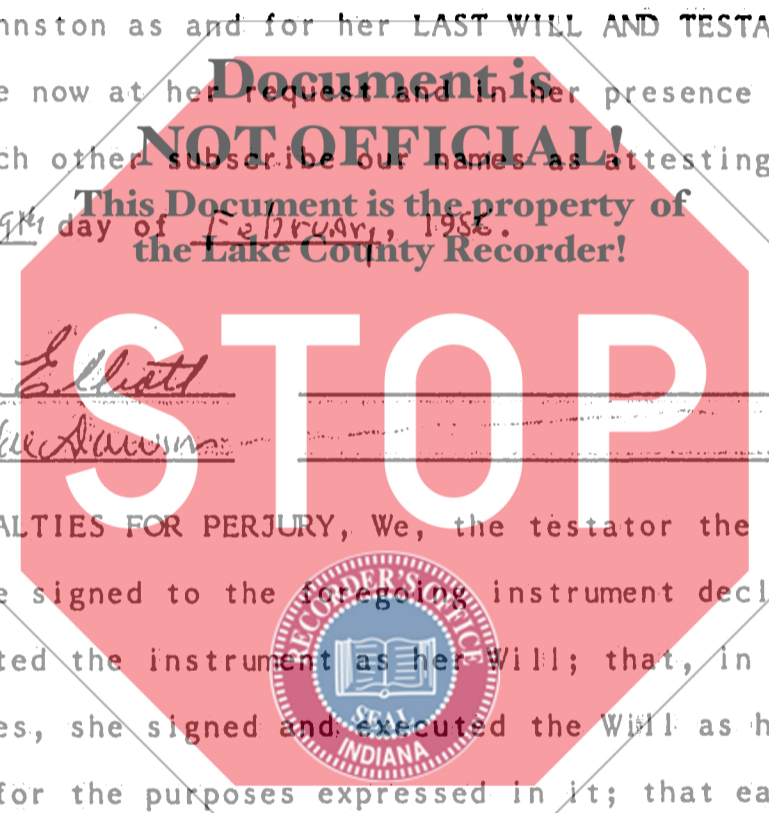 nnston as and for her LAST WILL AND TESTA
Document is
e now at her request and in her presence
NOT OFFICIAL!
ch other subscribe our names as attesting
This Document is the property of
9th day of February, 198
the Lake County Recorder!
STOP
Elliott
ALTIES FOR PERJURY, We, the testator the
e signed to the foregoing instrument decl
RECORDER'S OFFICE
ted the instrument as her Will; that, in
SEAL
es, she signed and executed the Will as h
INDIANA
for the purposes expressed in it; that ea